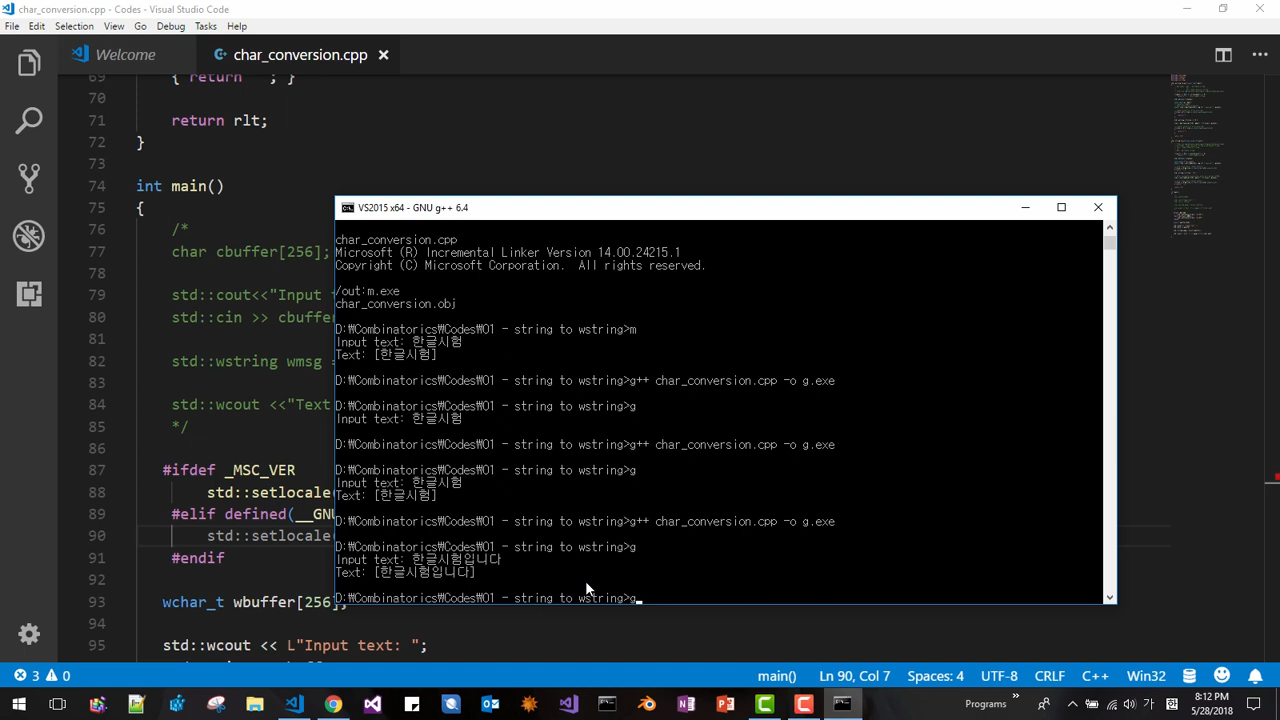 char_conversion.cpp - Codes - Visual Studio Code
File Edit Selection View Go Debug Tasks Help
Welcome
char_conversion.cpp
69 { return
; }
70
71 return rlt;
72 }
73
74 int main()
75 {
76 /*
77 char cbuffer[256];
78
79 std::cout<<"Input t
80 std::cin >> cbuffer
81
82 std::wstring wmsg =
83
84 std::wcout <<"Text
85 */
86
87 #ifdef _MSC_VER
88 std::setlocale(
89 #elif defined(__GNU
90 std::setlocale(
91 #endif
92
93 wchar_t wbuffer[256];
94
95 std::wcout << L"Input text: ";
VS2015 x64 - GNU g++ 6.4
char_conversion.cpp
Microsoft (R) Incremental Linker Version 14.00.24215.1
Copyright (C) Microsoft Corporation.  All rights reserved.
/out:m.exe
char_conversion.obj
D:₩Combinatorics₩Codes₩01 - string to wstring>m
Input text: 한글시험
Text: [한글시험]
D:₩Combinatorics₩Codes₩01 - string to wstring>g++ char_conversion.cpp -o g.exe
D:₩Combinatorics₩Codes₩01 - string to wstring>g
Input text: 한글시험
D:₩Combinatorics₩Codes₩01 - string to wstring>g++ char_conversion.cpp -o g.exe
D:₩Combinatorics₩Codes₩01 - string to wstring>g
Input text: 한글시험
Text: [한글시험]
D:₩Combinatorics₩Codes₩01 - string to wstring>g++ char_conversion.cpp -o g.exe
D:₩Combinatorics₩Codes₩01 - string to wstring>g
Input text: 한글시험입니다
Text: [한글시험입니다]
D:₩Combinatorics₩Codes₩01 - string to wstring>g
3 0 main() Ln 90, Col 7 Spaces: 4 UTF-8 CRLF C++ Win32
Programs
가
8:12 PM
5/28/2018